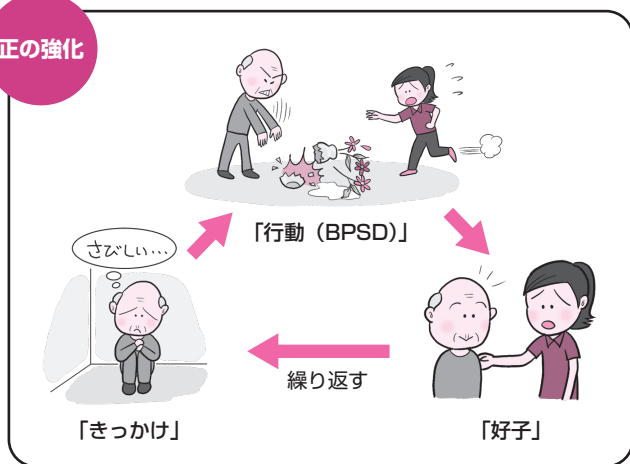 正の強化
「行動（BPSD）」
さびしい…
繰り返す
「きっかけ」
「好子」